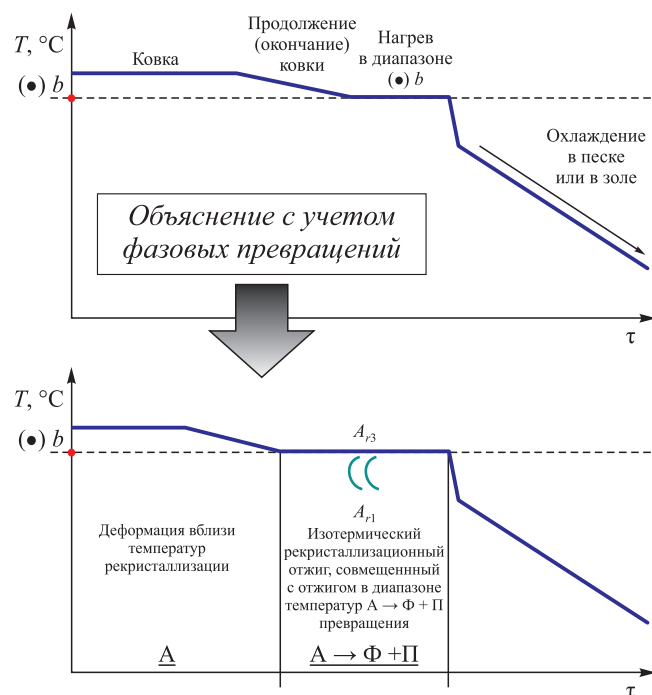 T, °C
(•) b
Ковка
Продолжение
(окончание)
ковки
Нагрев
в диапазоне
(•) b
Охлаждение
в песке
или в золе
Объяснение с учетом
фазовых превращений
τ
T, °C
(•) b
Деформация вблизи
температур
рекристаллизации
А
Ar3
Ar1
Изотермический
рекристаллизационный
отжиг, совмещеннный
с отжигом в диапазоне
температур А → Ф + П
превращения
А → Ф +П
τ